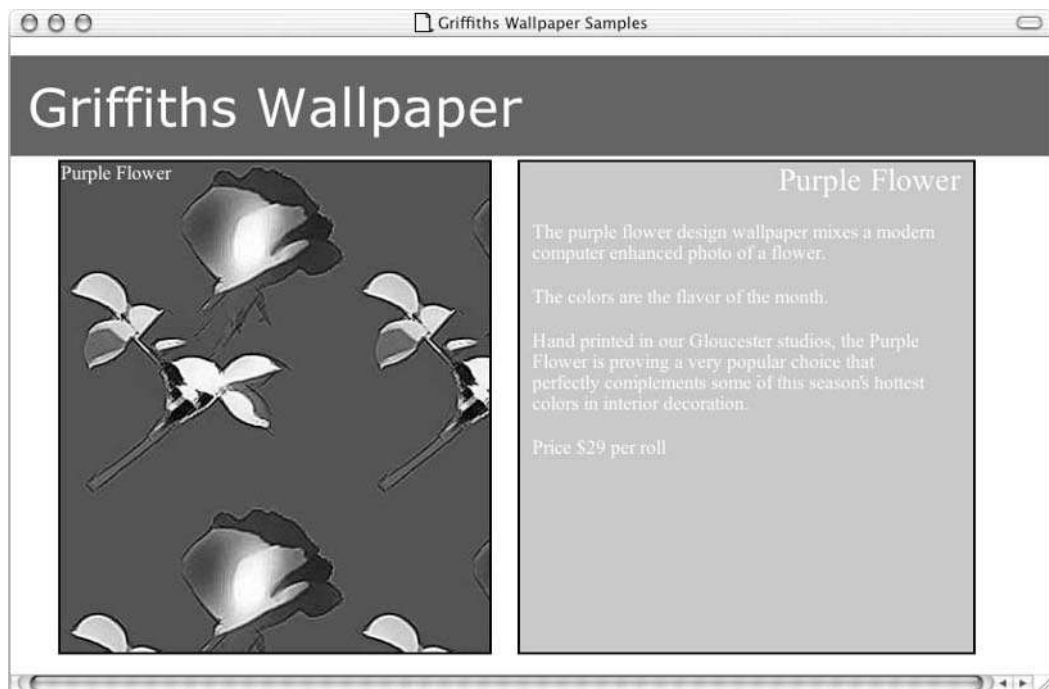 Griffiths Wallpaper Samples
Griffiths Wallpaper
Purple Flower
Purple Flower
The purple flower design wallpaper mixes a modern
computer enhanced photo of a flower.
The colors are the flavor of the month.
Hand printed in our Gloucester studios, the Purple
Flower is proving a very popular choice that
perfectly complements some of this season's hottest
colors in interior decoration.
Price $29 per roll